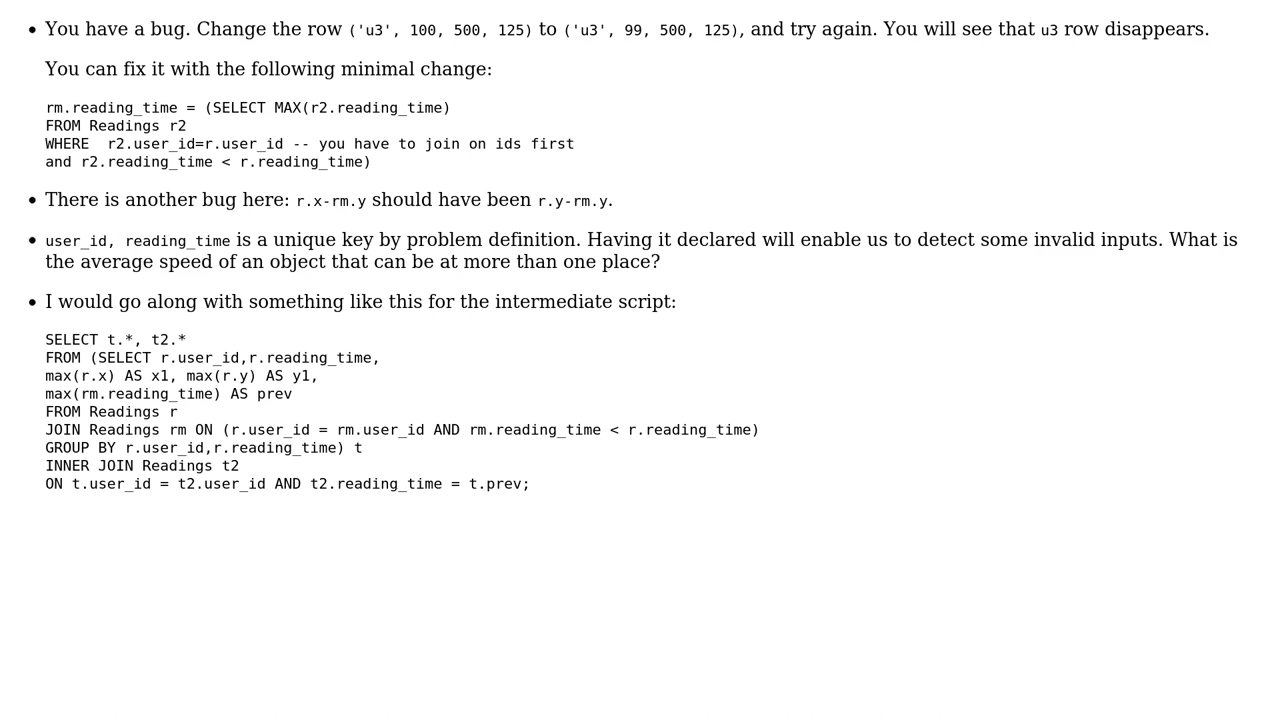 You have a bug. Change the row ('u3', 100, 500, 125) to ('u3', 99, 500, 125), and try again. You will see that u3 row disappears.
You can fix it with the following minimal change:
rm.reading_time = (SELECT MAX(r2.reading_time)
FROM Readings r2
WHERE  r2.user_id=r.user_id -- you have to join on ids first
and r2.reading_time < r.reading_time)
There is another bug here: r.x-rm.y should have been r.y-rm.y.
user_id, reading_time is a unique key by problem definition. Having it declared will enable us to detect some invalid inputs. What is
the average speed of an object that can be at more than one place?
I would go along with something like this for the intermediate script:
SELECT t.*, t2.*
FROM (SELECT r.user_id,r.reading_time,
max(r.x) AS x1, max(r.y) AS y1,
max(rm.reading_time) AS prev
FROM Readings r
JOIN Readings rm ON (r.user_id = rm.user_id AND rm.reading_time < r.reading_time)
GROUP BY r.user_id,r.reading_time) t
INNER JOIN Readings t2
ON t.user_id = t2.user_id AND t2.reading_time = t.prev;